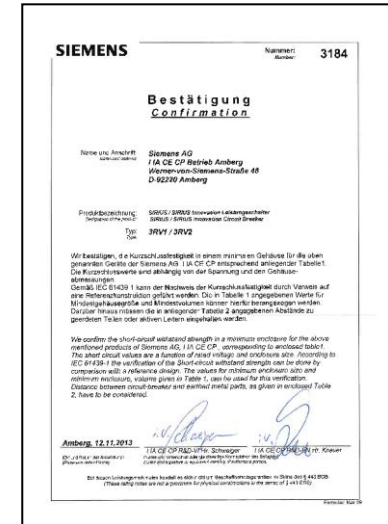 SIEMENS
Nummer: 3184
Number:
Bestätigung
Confirmation
Name und Anschrift:
Siemens AG
I IA CE CP Betrieb Amberg
Werner-von-Siemens-Straße 48
D-92220 Amberg
Produktbezeichnung:
SIRIUS / SIRIUS Innovation Leistungsschalter
SIRIUS / SIRIUS Innovation Circuit Breaker
Typ: 3RV1 / 3RV2
Type:
Wir bestätigen, die Kurzschlussfestigkeit in einem minimalen Gehäuse für die oben
genannten Geräte der Siemens AG I IA CE CP entsprechend anliegender Tabelle1.
Die Kurzschlusswerte sind abhängig von der Spannung und den Gehäuse-
abmessungen.
Gemäß IEC 61439-1 kann der Nachweis der Kurzschlussfestigkeit durch Verweis auf
eine Referenzkonstruktion geführt werden. Die in Tabelle 1 angegebenen Werte für
Mindestgehäusegröße und Mindestvolumen können hierfür herangezogen werden.
Darüber hinaus müssen die in anliegender Tabelle 2 angegebenen Abstände zu
geerdeten Teilen oder aktiven Leitern eingehalten werden.
We confirm the short-circuit withstand strength in a minimum enclosure for the above
mentioned products of Siemens AG, I IA CE CP, corresponding to enclosed table1.
The short circuit values are a function of rated voltage and enclosure size. According to
IEC 61439-1 the verification of the Short-circuit withstand strength can be done by
comparison with a reference design. The values for minimum enclosure size and
minimum enclosure, volume given in Table 1, can be used for this verification.
Distance between circuit-breaker and earthed metal parts, as given in enclosed Table
2, have to be considered.
i.V.
i.V.
Amberg, 12.11.2013